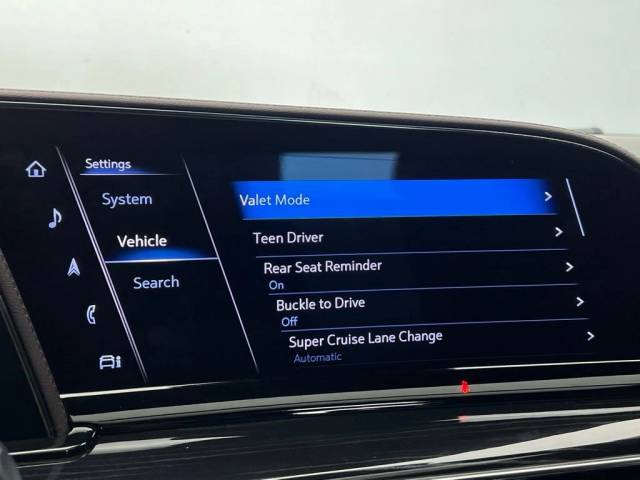 Settings
System
Vehicle
Search
Valet Mode
Teen Driver
Rear Seat Reminder
On
Buckle to Drive
Off
Super Cruise Lane Change
Automatic